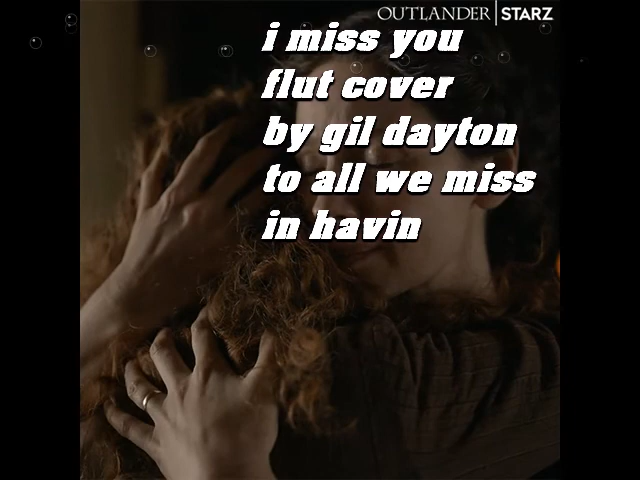 OUTLANDER | STARZ
i miss you
flut cover
by gil dayton
to all we miss
in havin